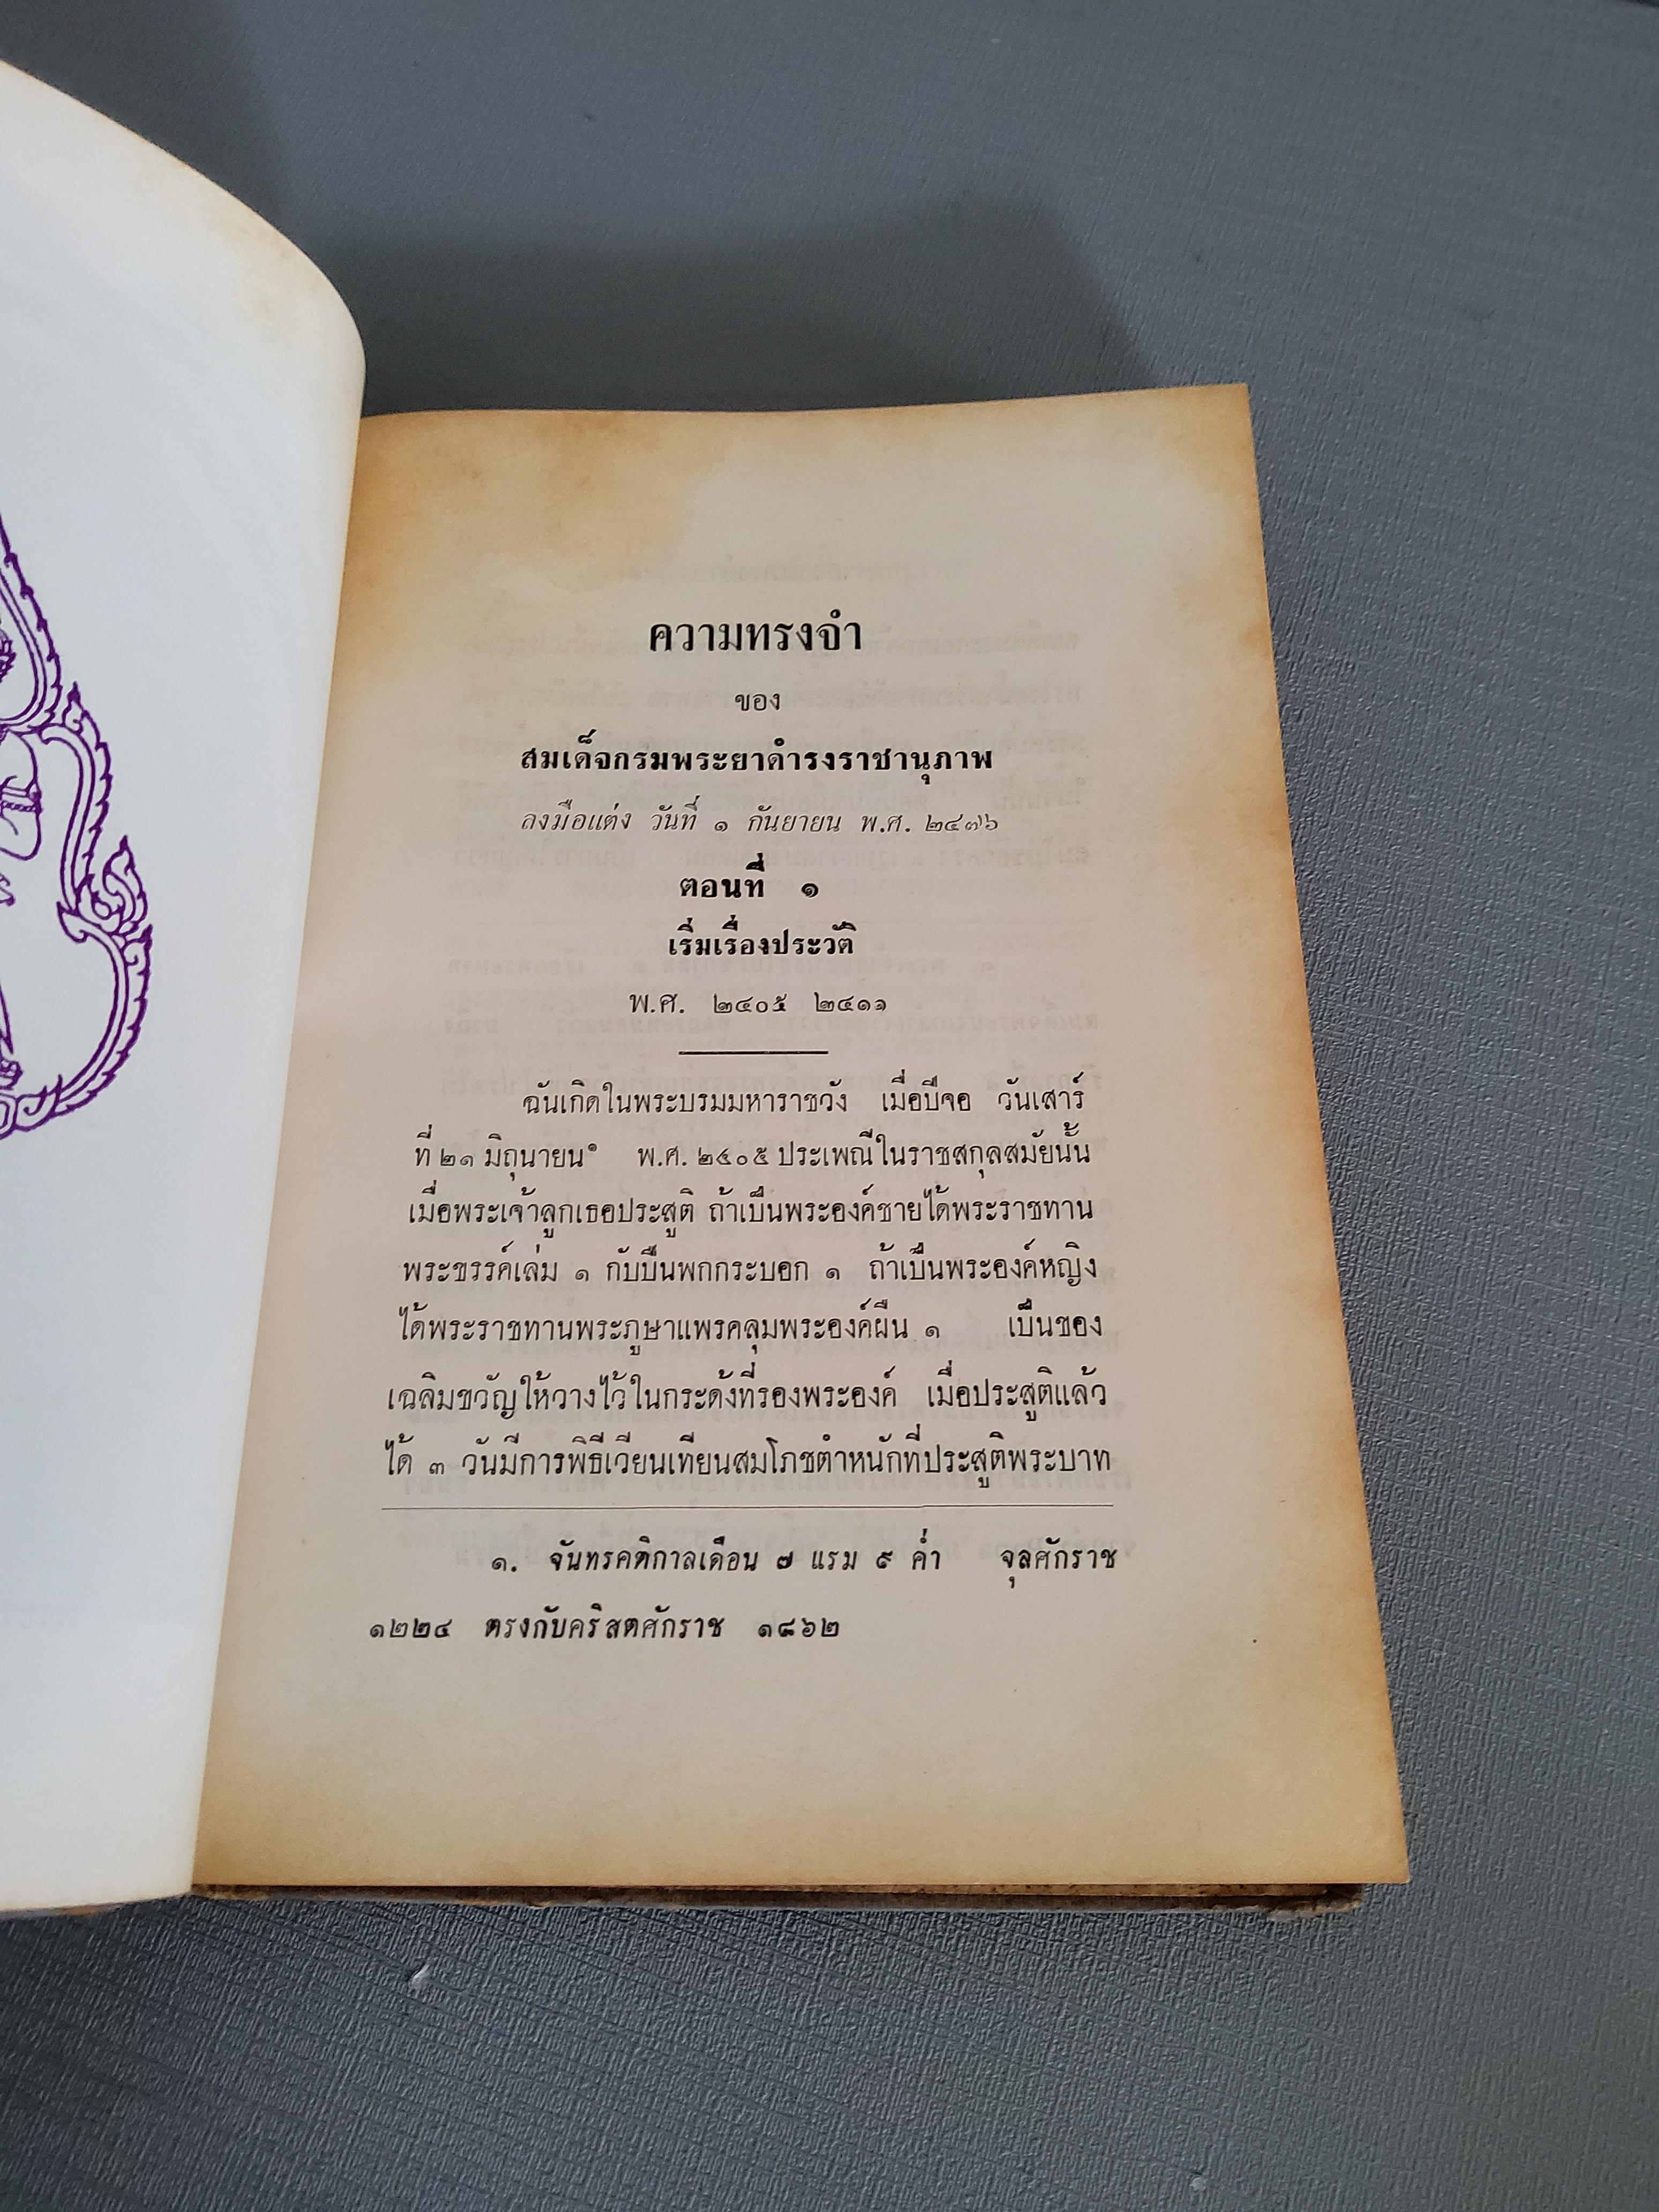 ความทรงจำ
ของ
สมเด็จกรมพระยาดำรงราชานุภาพ
ลงมือแต่ง วันที่ ๑ กันยายน พ.ศ. ๒๔๗๖
ตอนที่ ๑
เริ่มเรื่องประวัติ
พ.ศ. ๒๔๐๕ ๒๔๑๑
ฉันเกิดในพระบรมมหาราชวัง เมื่อปีจอ วันเสาร์
ที่ ๒๑ มิถุนายน๑ พ.ศ. ๒๔๐๕ ประเพณีในราชสกุลสมัยนั้น
เมื่อพระเจ้าลูกเธอประสูติ ถ้าเป็นพระองค์ชายได้พระราชทาน
พระขรรค์เล่ม ๑ กับปืนพกกระบอก ๑ ถ้าเป็นพระองค์หญิง
ได้พระราชทานพระภูษาแพรคลุมพระองค์ผืน ๑ เป็นของ
เฉลิมขวัญให้วางไว้ในกระด้งที่รองพระองค์ เมื่อประสูติแล้ว
ได้ ๓ วันมีการพิธีเวียนเทียนสมโภชตำหนักที่ประสูติพระบาท
๑. จันทรคติกาลเดือน ๗ แรม ๙ ค่ำ จุลศักราช
๑๒๒๔ ตรงกับคริสตศักราช ๑๘๖๒